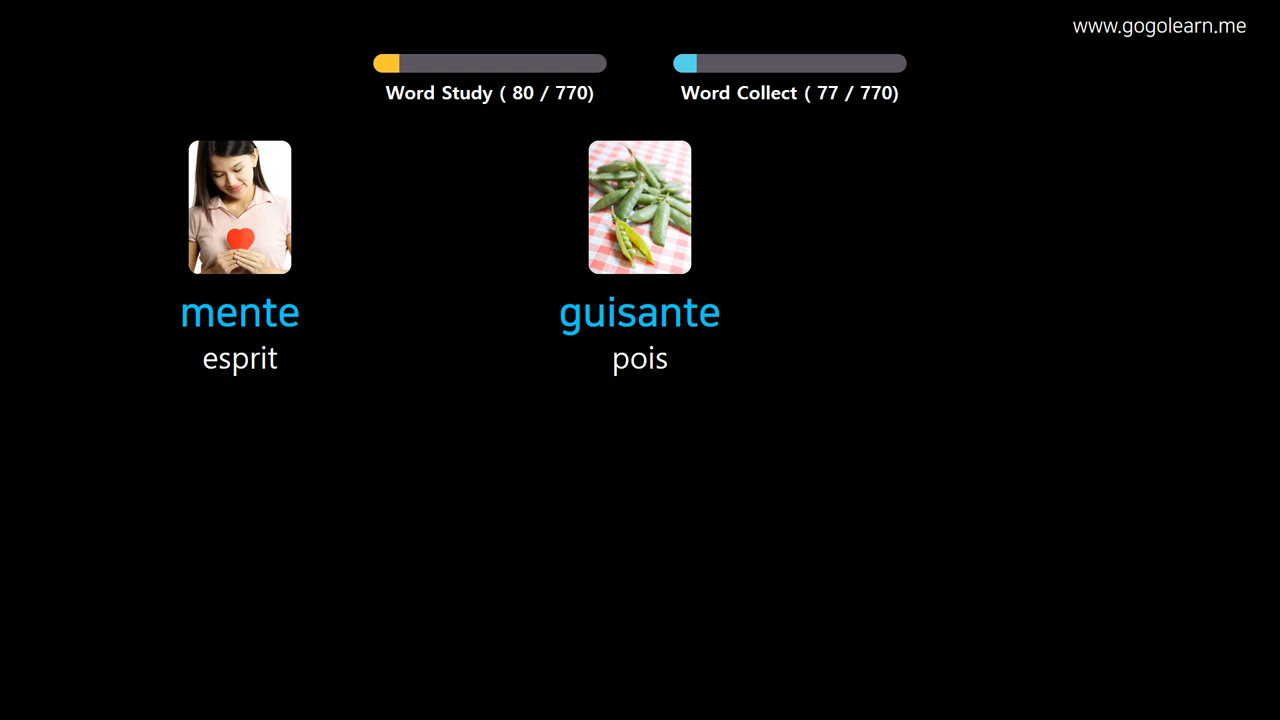 www.gogolearn.me
Word Study ( 80 / 770)
Word Collect ( 77 / 770)
mente
esprit
guisante
pois